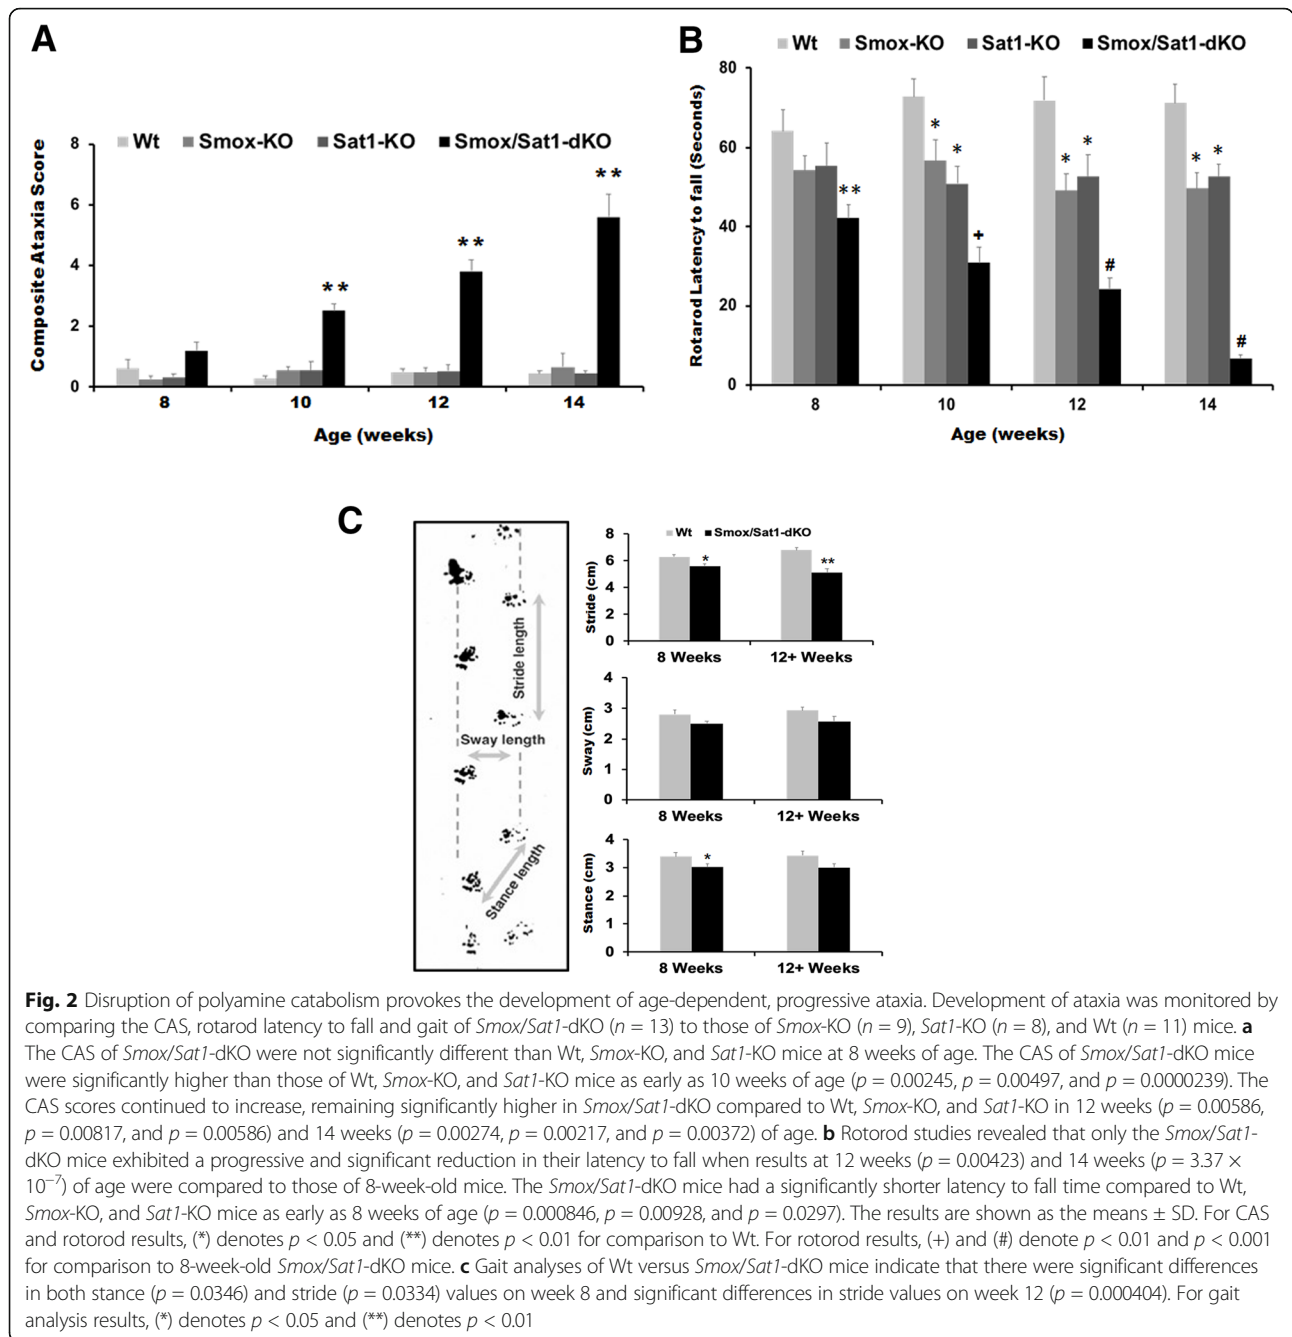 A
Wt Smox-KO Sat1-KO Smox/Sat1-dKO
Composite Ataxia Score
8
6
4
2
0
8 10 12 14
Age (weeks)
B
Wt Smox-KO Sat1-KO Smox/Sat1-dKO
Rotarod Latency to fall (Seconds)
80
60
40
20
0
** * * + * * # * * #
8 10 12 14
Age (weeks)
** ** **
C
Stride length
Sway length
Stance length
Wt Smox/Sat1-dKO
Stride (cm)
8
6
4
2
0
* **
8 Weeks 12+ Weeks
Sway (cm)
4
3
2
1
0
8 Weeks 12+ Weeks
Stance (cm)
4
3
2
1
0
*
8 Weeks 12+ Weeks
Fig. 2 Disruption of polyamine catabolism provokes the development of age-dependent, progressive ataxia. Development of ataxia was monitored by
comparing the CAS, rotarod latency to fall and gait of Smox/Sat1-dKO (n = 13) to those of Smox-KO (n = 9), Sat1-KO (n = 8), and Wt (n = 11) mice. a
The CAS of Smox/Sat1-dKO were not significantly different than Wt, Smox-KO, and Sat1-KO mice at 8 weeks of age. The CAS of Smox/Sat1-dKO mice
were significantly higher than those of Wt, Smox-KO, and Sat1-KO mice as early as 10 weeks of age (p = 0.00245, p = 0.00497, and p = 0.0000239). The
CAS scores continued to increase, remaining significantly higher in Smox/Sat1-dKO compared to Wt, Smox-KO, and Sat1-KO in 12 weeks (p = 0.00586,
p = 0.00817, and p = 0.00586) and 14 weeks (p = 0.00274, p = 0.00217, and p = 0.00372) of age. b Rotorod studies revealed that only the Smox/Sat1-
dKO mice exhibited a progressive and significant reduction in their latency to fall when results at 12 weeks (p = 0.00423) and 14 weeks (p = 3.37 ×
10⁻⁷) of age were compared to those of 8-week-old mice. The Smox/Sat1-dKO mice had a significantly shorter latency to fall time compared to Wt,
Smox-KO, and Sat1-KO mice as early as 8 weeks of age (p = 0.000846, p = 0.00928, and p = 0.0297). The results are shown as the means ± SD. For CAS
and rotorod results, (*) denotes p < 0.05 and (**) denotes p < 0.01 for comparison to Wt. For rotorod results, (+) and (#) denote p < 0.01 and p < 0.001
for comparison to 8-week-old Smox/Sat1-dKO mice. c Gait analyses of Wt versus Smox/Sat1-dKO mice indicate that there were significant differences
in both stance (p = 0.0346) and stride (p = 0.0334) values on week 8 and significant differences in stride values on week 12 (p = 0.000404). For gait
analysis results, (*) denotes p < 0.05 and (**) denotes p < 0.01